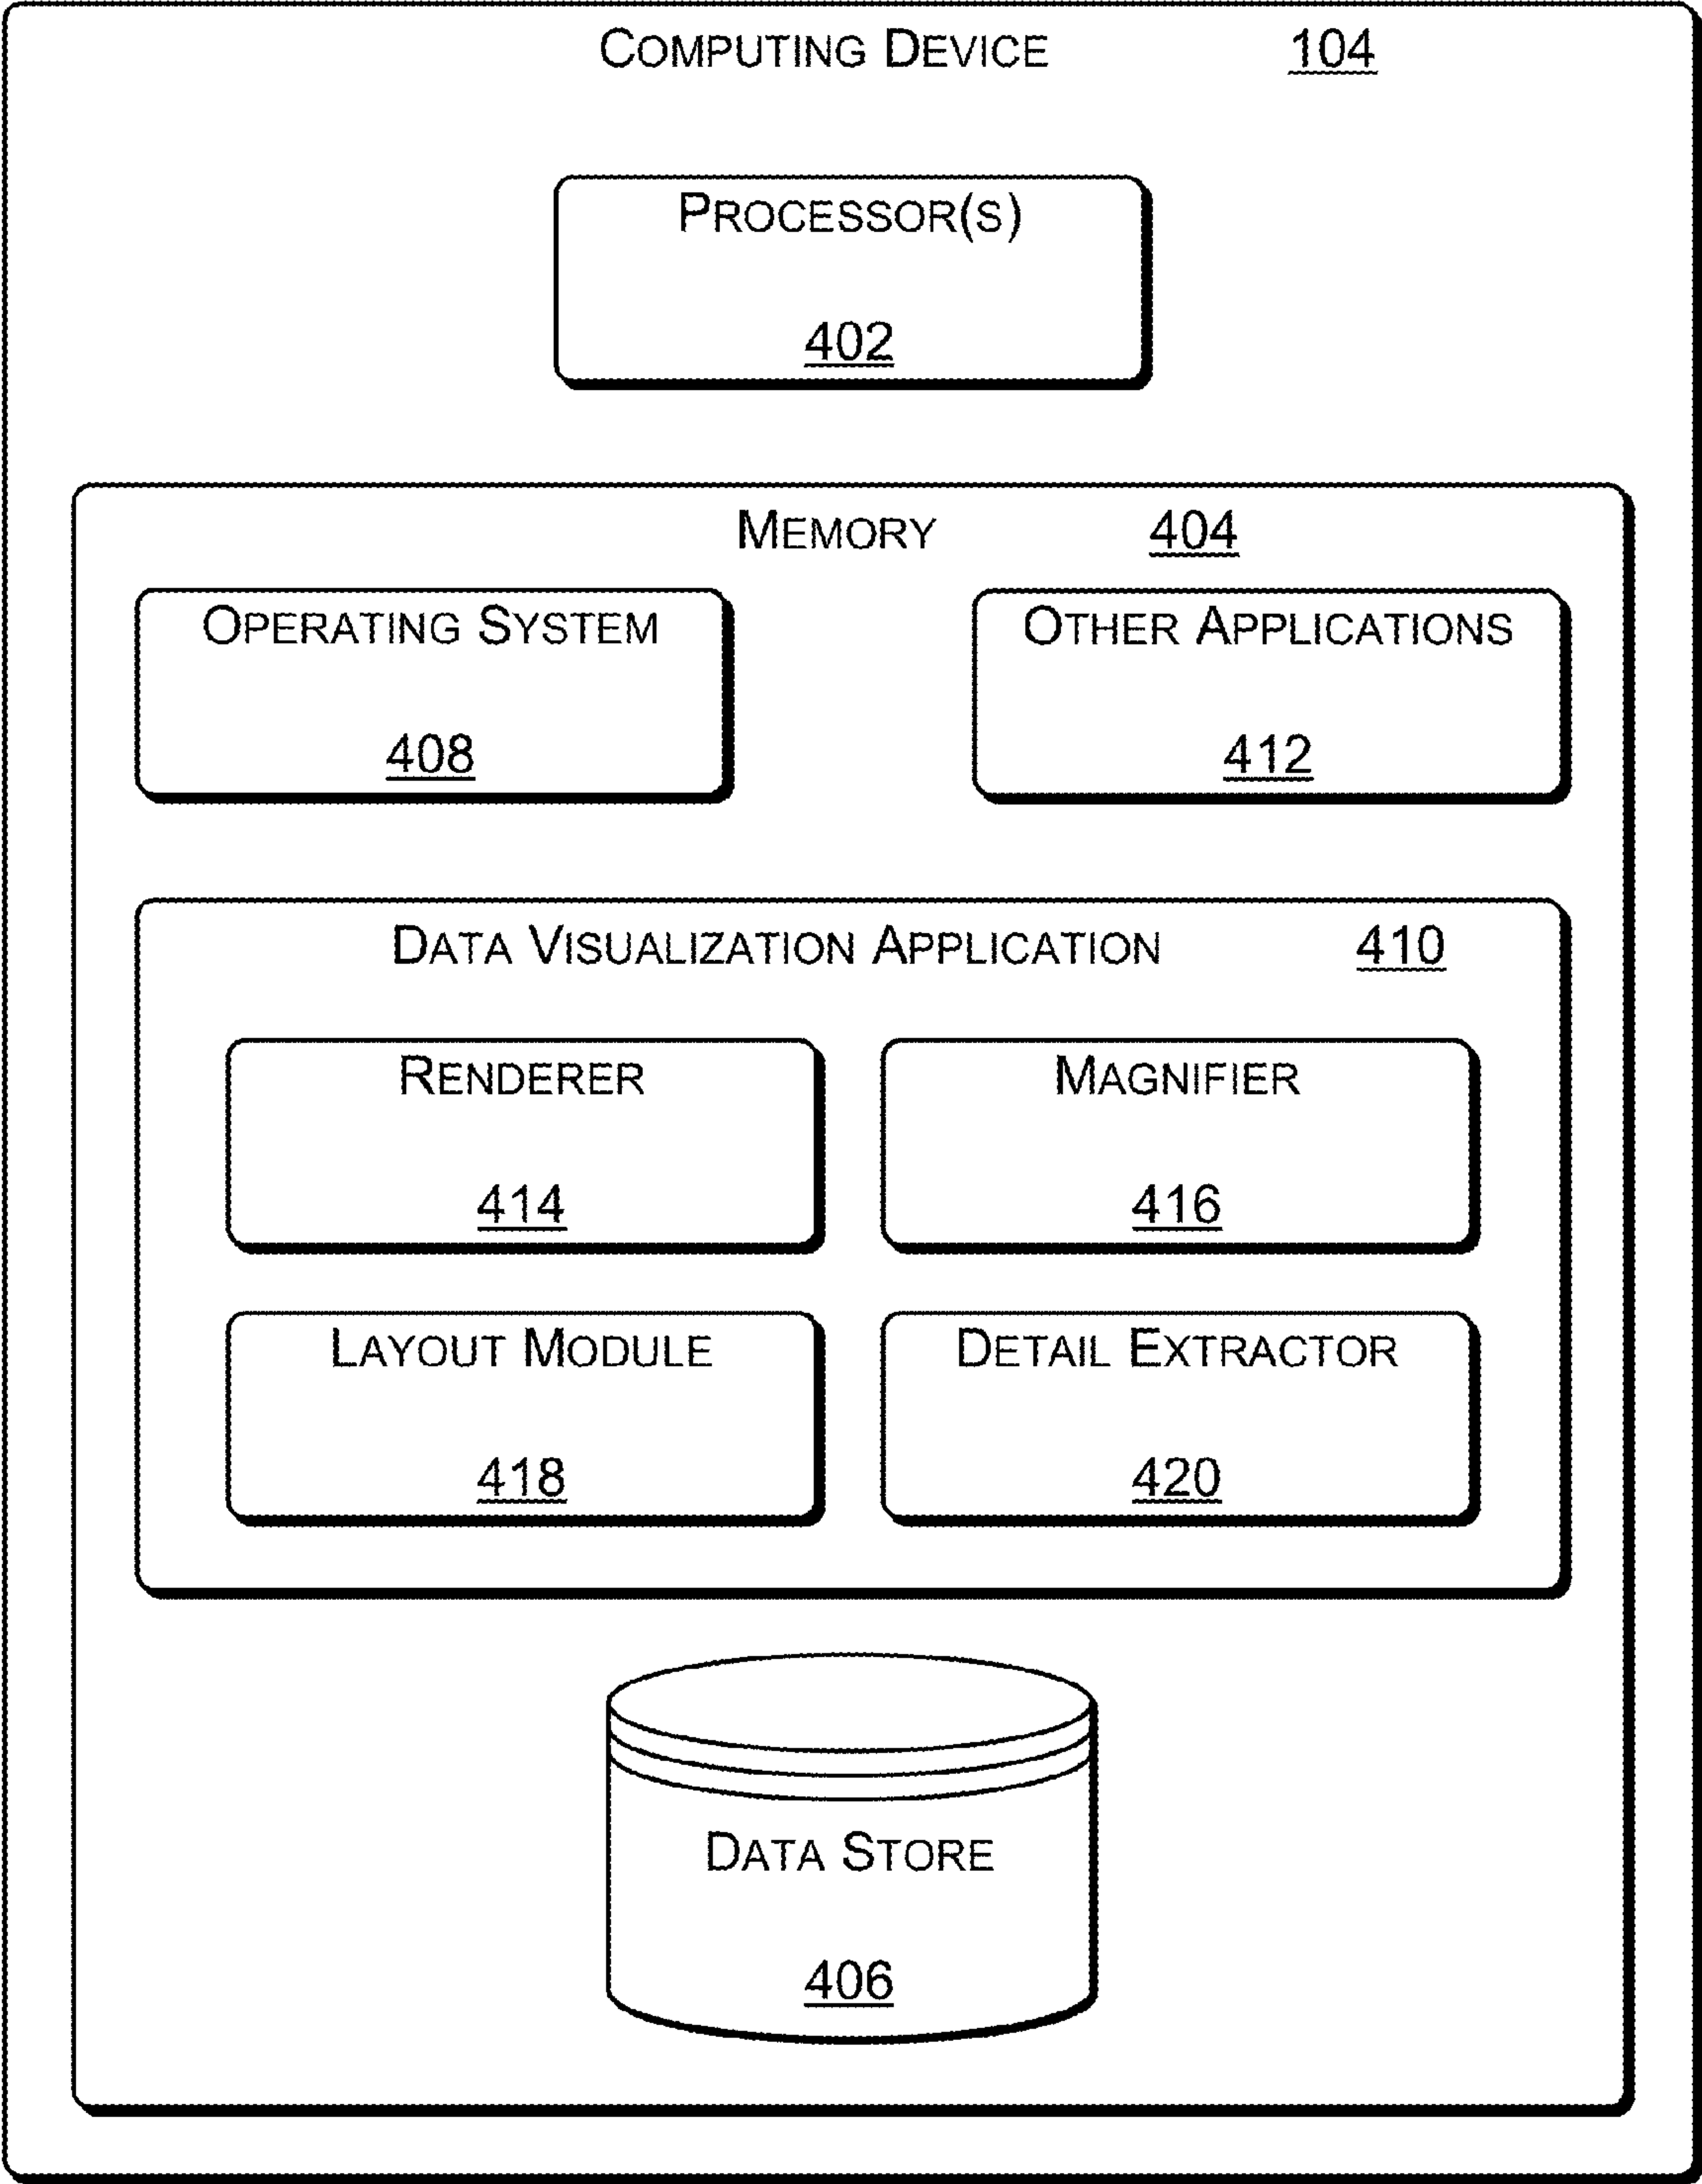 COMPUTING DEVICE 104
PROCESSOR(S)
402
MEMORY 404
OPERATING SYSTEM
408
OTHER APPLICATIONS
412
DATA VISUALIZATION APPLICATION 410
RENDERER
414
MAGNIFIER
416
LAYOUT MODULE
418
DETAIL EXTRACTOR
420
DATA STORE
406